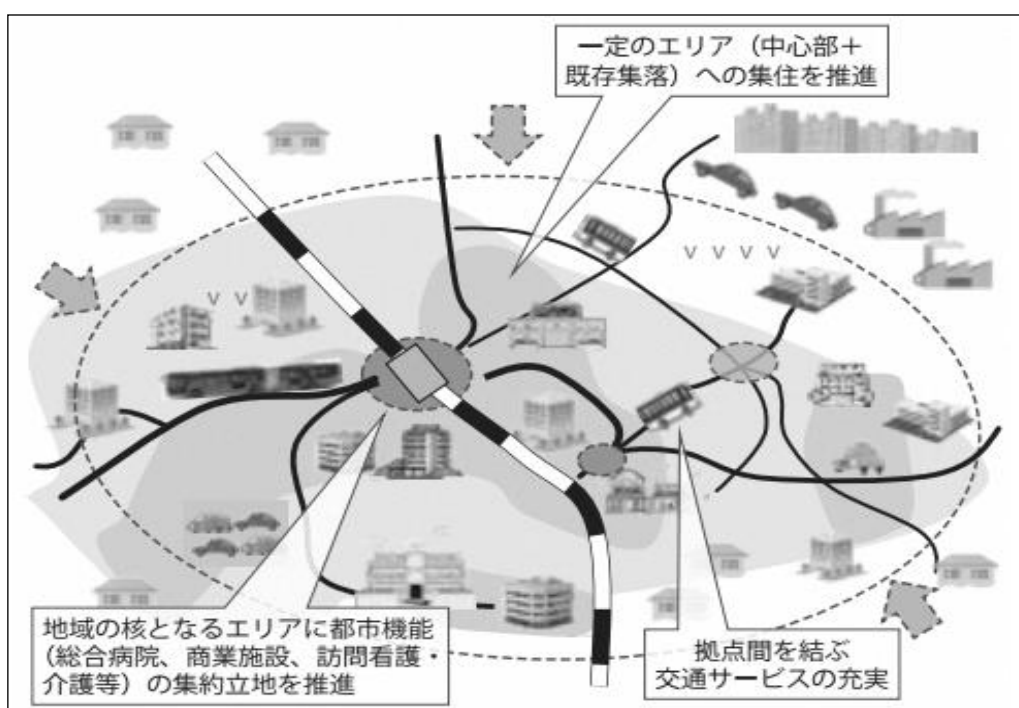 一定のエリア（中心部＋
既存集落）への集住を推進
地域の核となるエリアに都市機能
（総合病院、商業施設、訪問看護・
介護等）の集約立地を推進
拠点間を結ぶ
交通サービスの充実